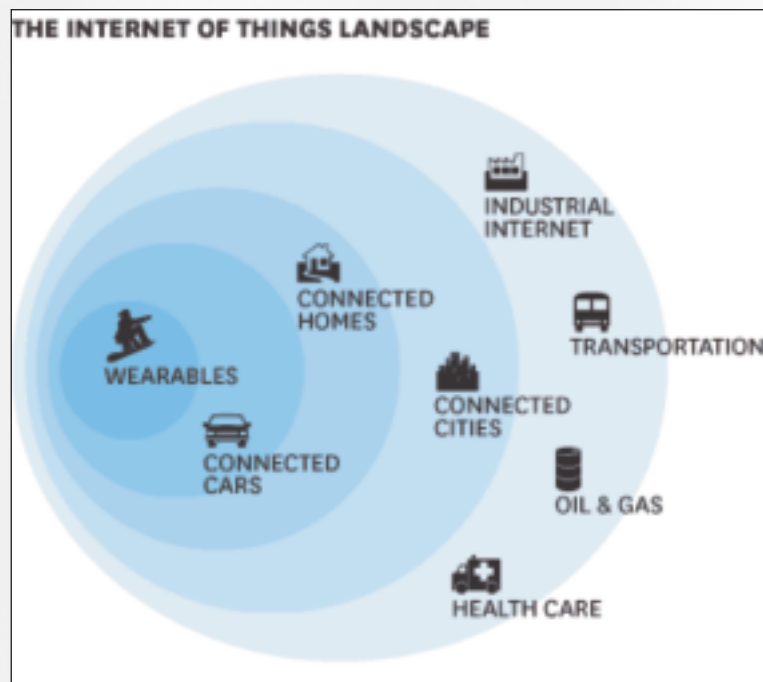 THE INTERNET OF THINGS LANDSCAPE
INDUSTRIAL
INTERNET
CONNECTED
HOMES
TRANSPORTATION
WEARABLES
CONNECTED
CITIES
CONNECTED
CARS
OIL & GAS
HEALTH CARE